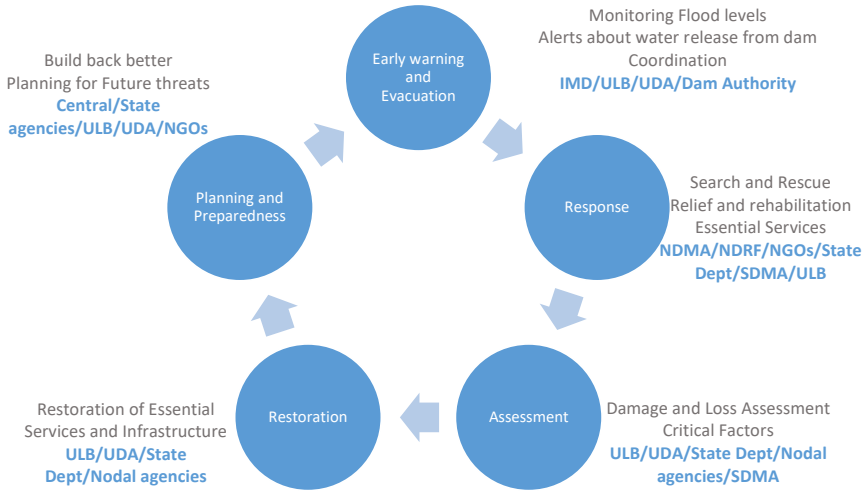 Early warning
and
Evacuation
Monitoring Flood levels
Alerts about water release from dam
Coordination
IMD/ULB/UDA/Dam Authority
Response
Search and Rescue
Relief and rehabilitation
Essential Services
NDMA/NDRF/NGOs/State
Dept/SDMA/ULB
Assessment
Damage and Loss Assessment
Critical Factors
ULB/UDA/State Dept/Nodal
agencies/SDMA
Restoration
Restoration of Essential
Services and Infrastructure
ULB/UDA/State
Dept/Nodal agencies
Planning and
Preparedness
Build back better
Planning for Future threats
Central/State
agencies/ULB/UDA/NGOs